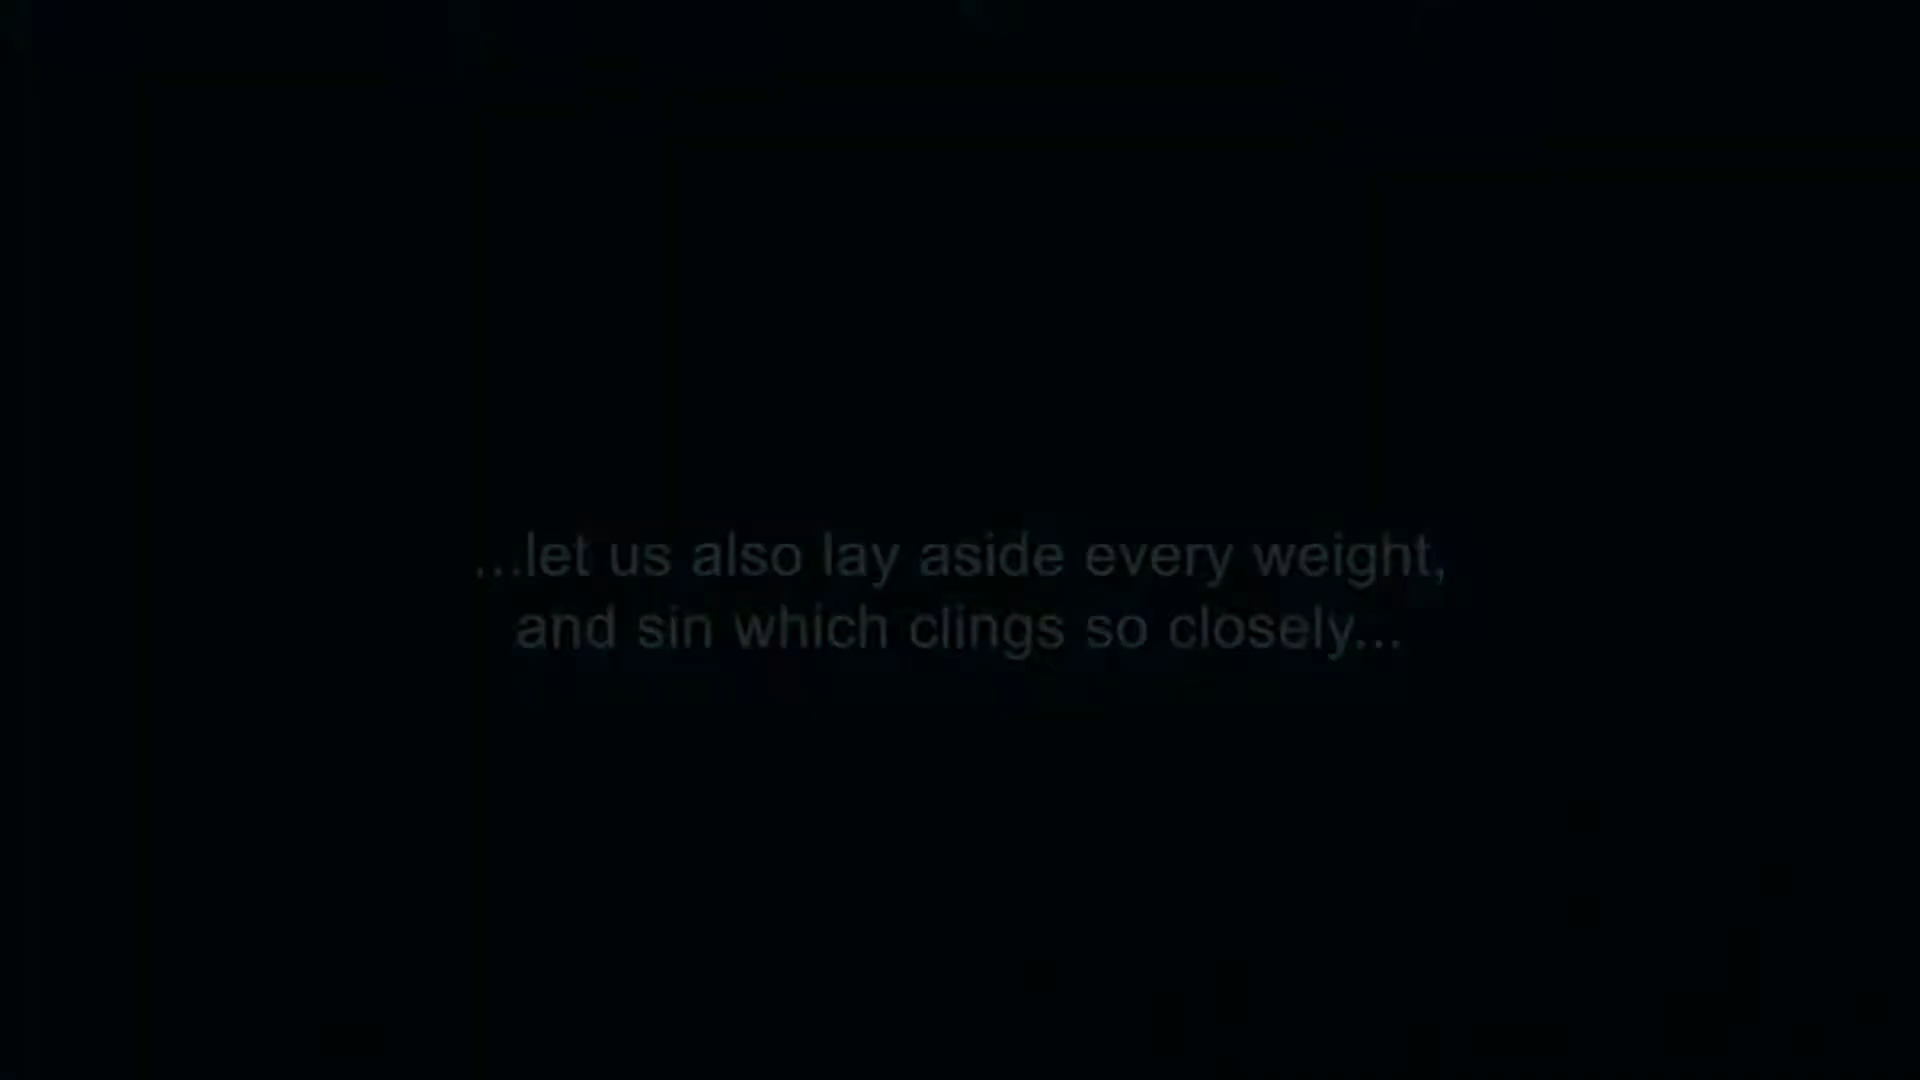 ...let us also lay aside every weight,
and sin which clings so closely...